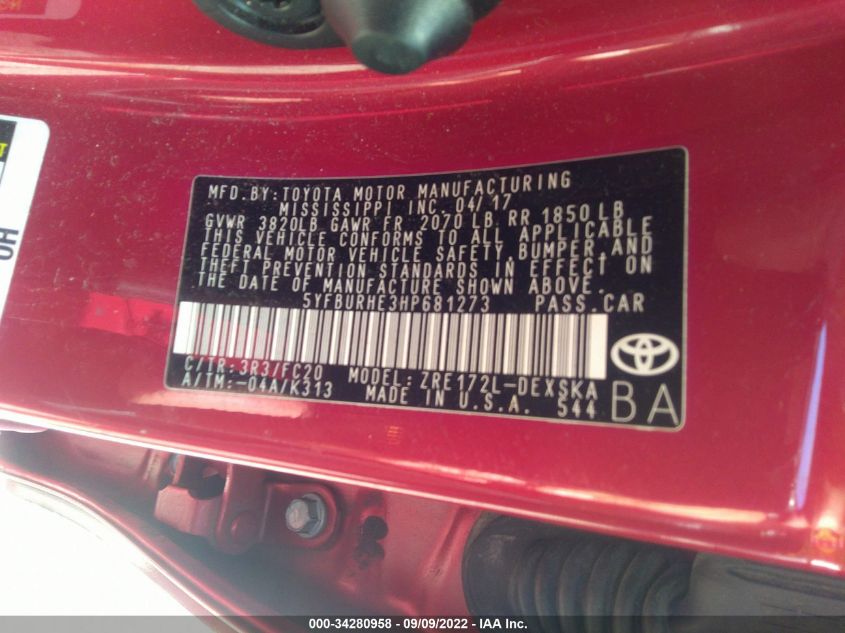 MFD. BY: TOYOTA MOTOR MANUFACTURING
MISSISSIPPI INC 04/17
GVWR 3820LB GAWR FR 2070 LB RR 1850 LB
THIS VEHICLE CONFORMS TO ALL APPLICABLE
FEDERAL MOTOR VEHICLE SAFETY, BUMPER, AND
THEFT PREVENTION STANDARDS IN EFFECT ON
THE DATE OF MANUFACTURE SHOWN ABOVE.
5YFBURHE3HP681273 PASS. CAR
C/TR: 3R3/FC20 MODEL: ZRE172L-DEXSKA
A/TM: -04A/K313 MADE IN U.S.A. 544
BA
000-34280958 - 09/09/2022 - IAA Inc.